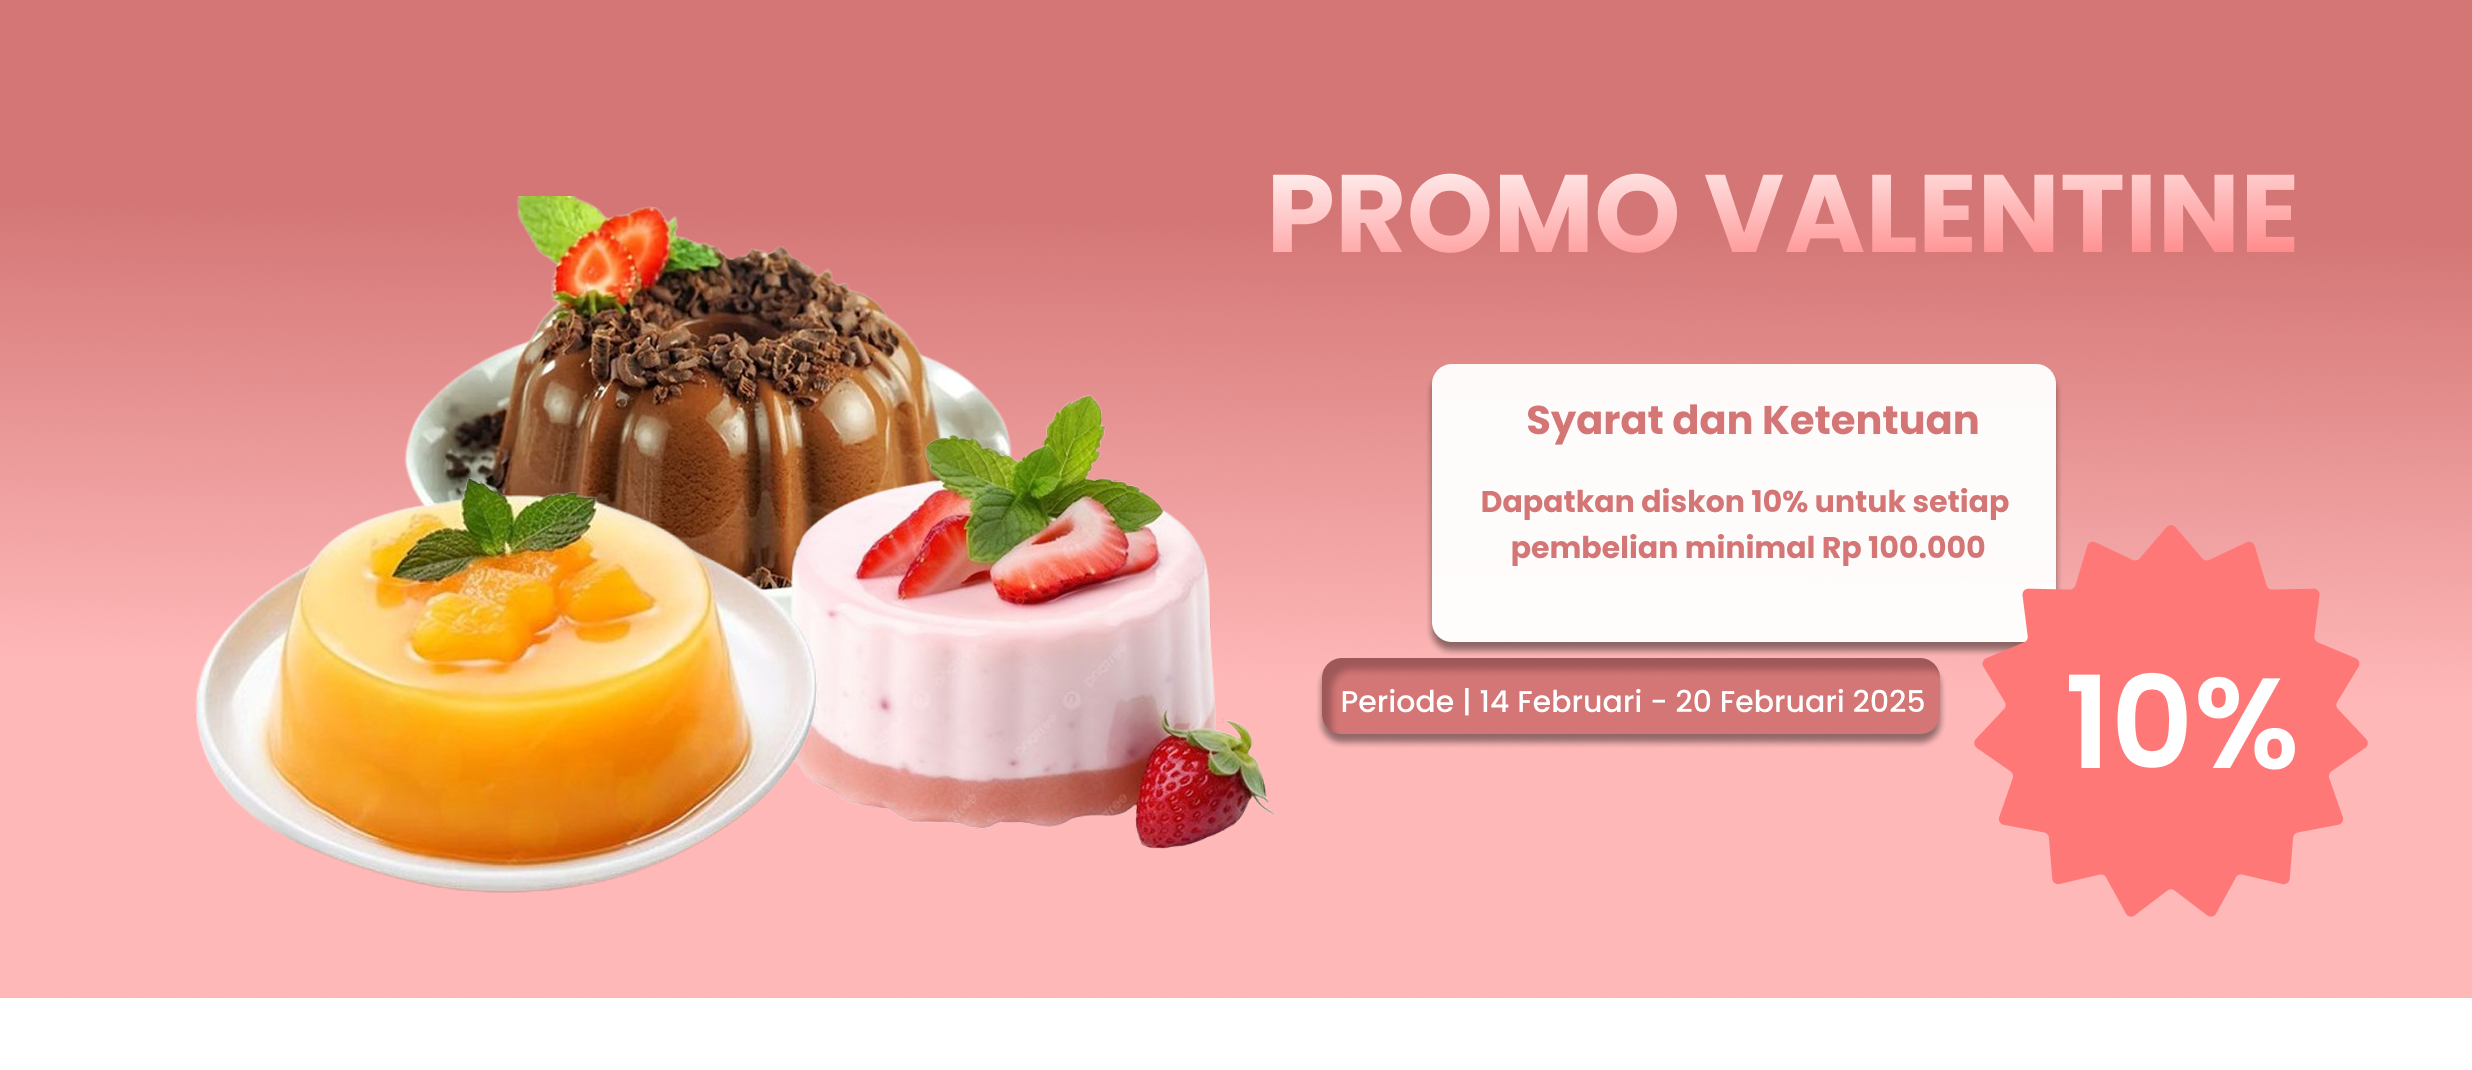 PROMO VALENTINE
Syarat dan Ketentuan
Dapatkan diskon 10% untuk setiap
pembelian minimal Rp 100.000
Periode | 14 Februari - 20 Februari 2025
10%